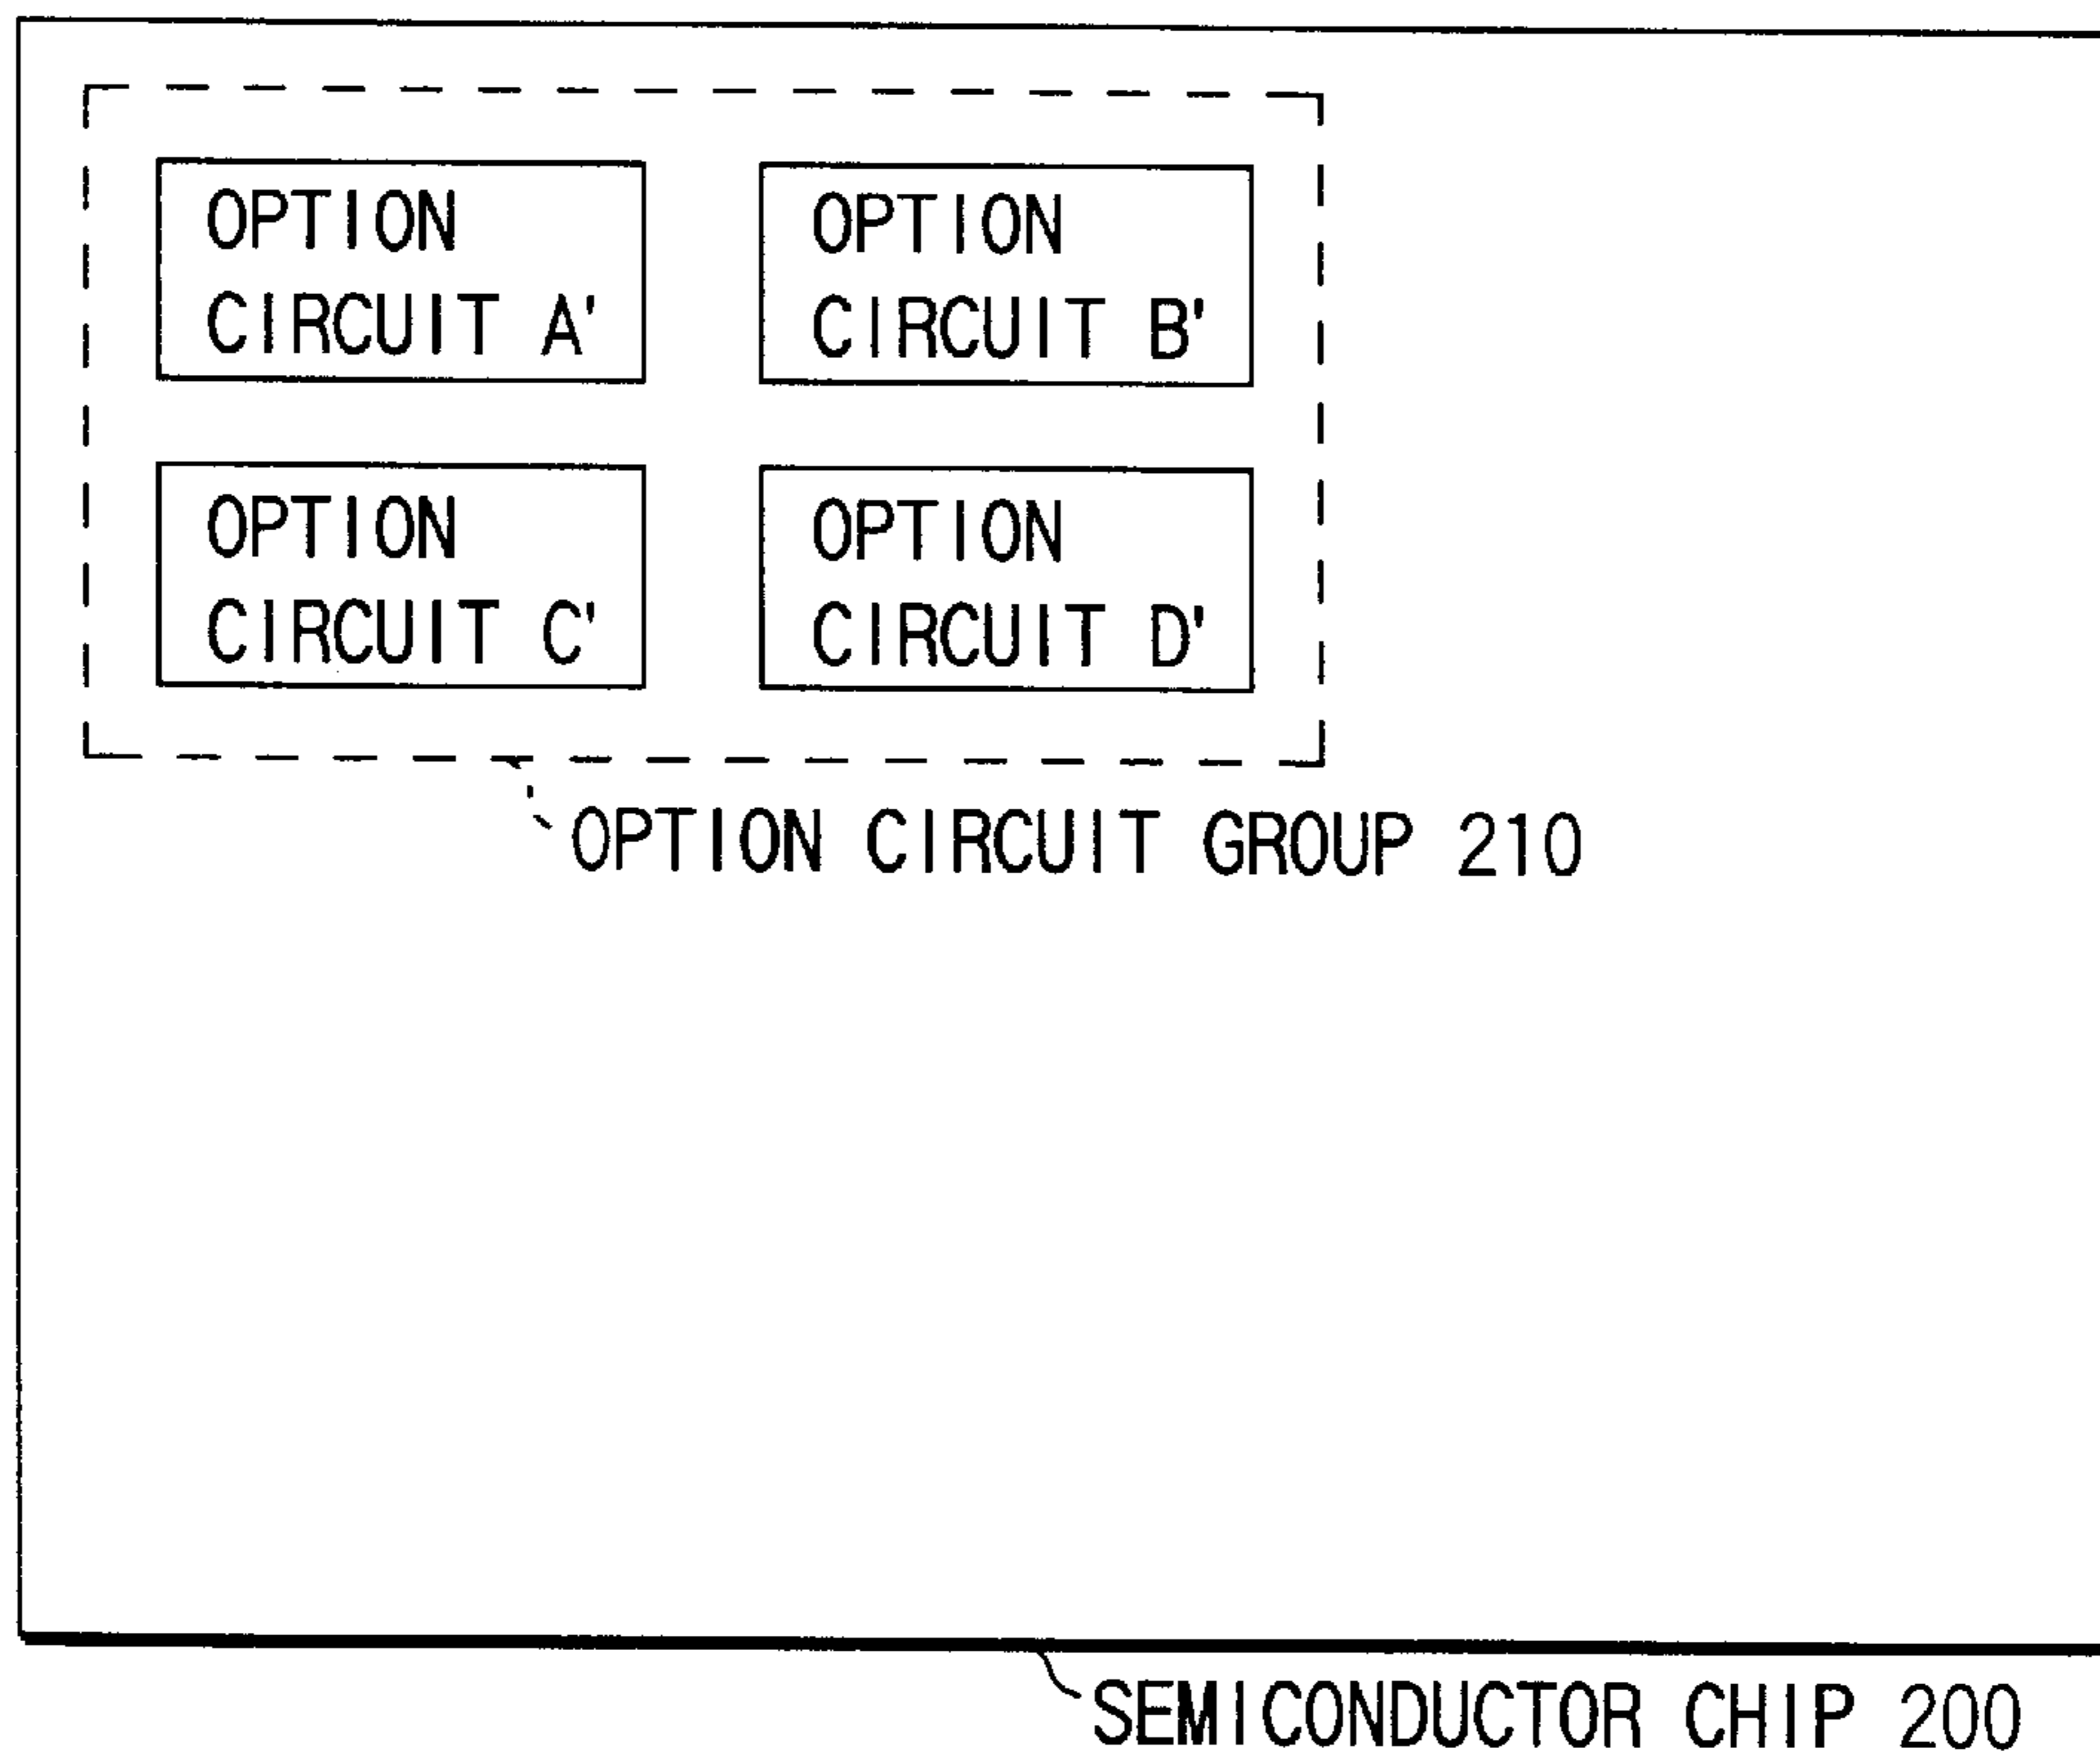 OPTION
CIRCUIT A'
OPTION
CIRCUIT B'
OPTION
CIRCUIT C'
OPTION
CIRCUIT D'
OPTION CIRCUIT GROUP 210
SEMICONDUCTOR CHIP 200